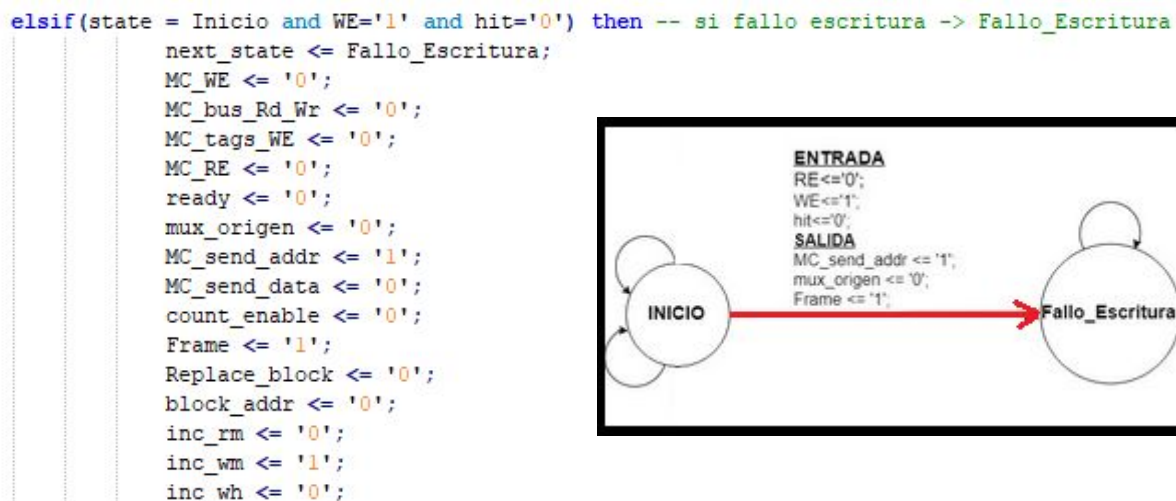 elsif(state = Inicio and WE='1' and hit='0') then -- si fallo escritura -> Fallo_Escritura
next_state <= Fallo_Escritura;
MC_WE <= '0';
MC_bus_Rd_Wr <= '0';
MC_tags_WE <= '0';
MC_RE <= '0';
ready <= '0';
mux_origen <= '0';
MC_send_addr <= '1';
MC_send_data <= '0';
count_enable <= '0';
Frame <= '1';
Replace_block <= '0';
block_addr <= '0';
inc_rm <= '0';
inc_wm <= '1';
inc_wh <= '0';
ENTRADA
RE<='0';
WE<='1';
hit<='0';
SALIDA
MC_send_addr <= '1';
mux_origen <= '0';
Frame <= '1';
INICIO
Fallo_Escritura